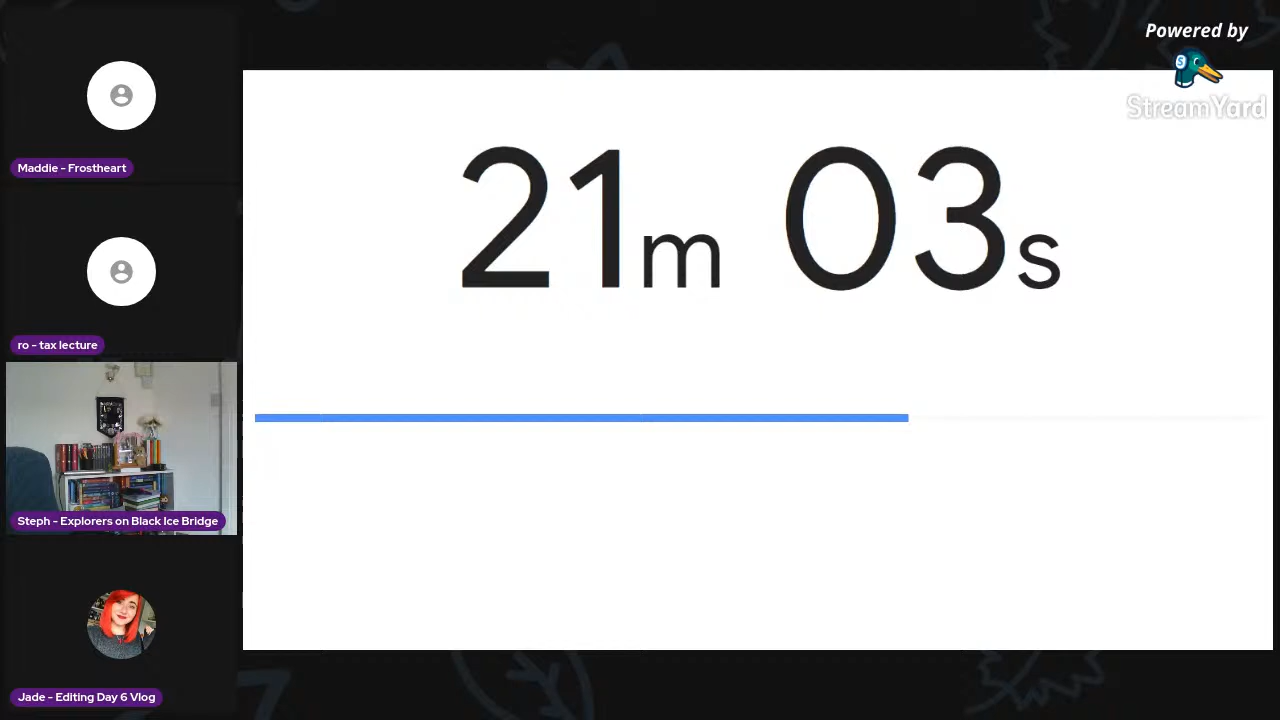 Maddie - Frostheart
ro - tax lecture
Steph - Explorers on Black Ice Bridge
Jade - Editing Day 6 Vlog
21m 03s
Powered by
S
StreamYard